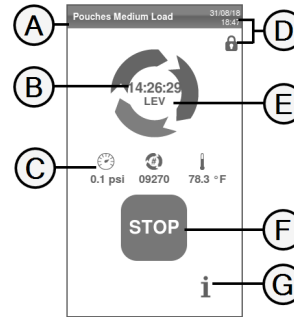 A
Pouches Medium Load
31/08/18
18:47
D
B
14:26:29
LEV
E
C
0.1 psi
09270
78.3 °F
STOP
F
i
G